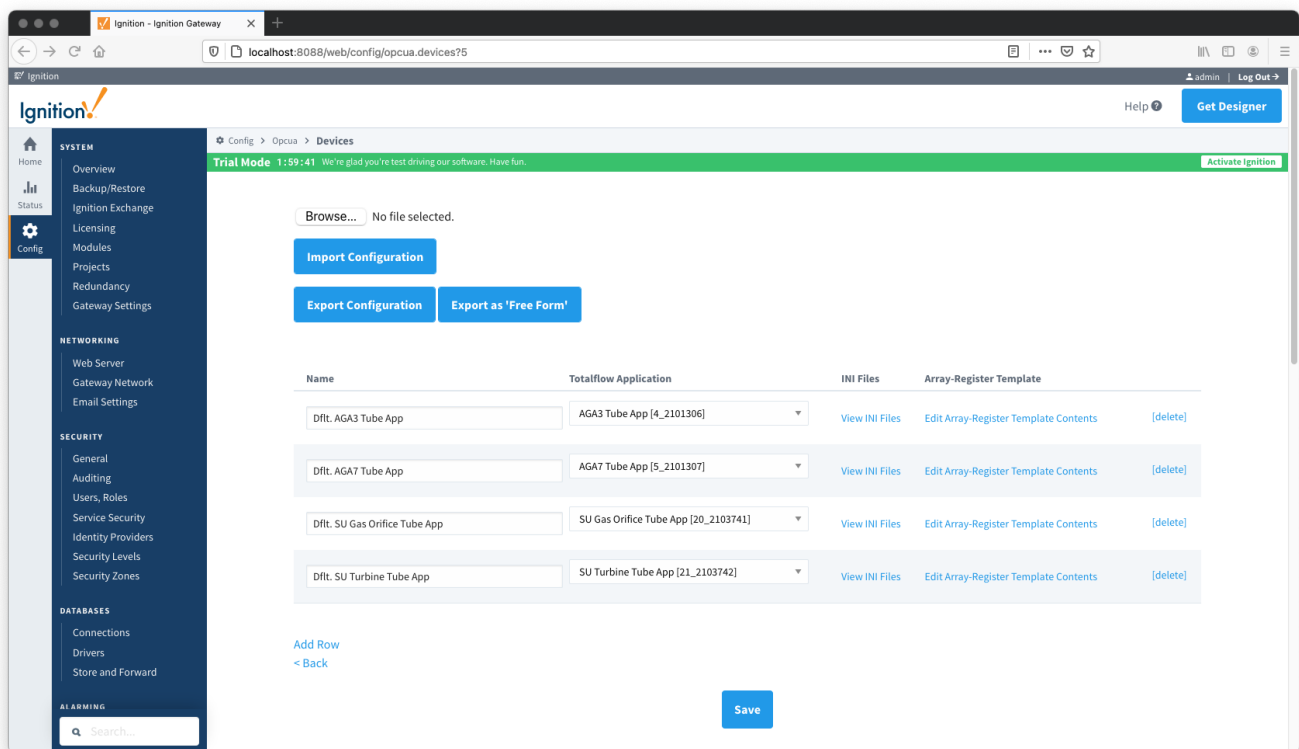 Ignition - Ignition Gateway
localhost:8088/web/config/opcua.devices?5
Ignition
admin | Log Out
Ignition!
Help
Get Designer
Home
Status
Config
SYSTEM
Overview
Backup/Restore
Ignition Exchange
Licensing
Modules
Projects
Redundancy
Gateway Settings
NETWORKING
Web Server
Gateway Network
Email Settings
SECURITY
General
Auditing
Users, Roles
Service Security
Identity Providers
Security Levels
Security Zones
DATABASES
Connections
Drivers
Store and Forward
ALARMING
Search...
Config > Opcua > Devices
Trial Mode 1:59:41 We're glad you're test driving our software. Have fun. Activate Ignition
Browse... No file selected.
Import Configuration
Export Configuration Export as 'Free Form'
Name Totalflow Application INI Files Array-Register Template
Dflt. AGA3 Tube App AGA3 Tube App [4_2101306] View INI Files Edit Array-Register Template Contents [delete]
Dflt. AGA7 Tube App AGA7 Tube App [5_2101307] View INI Files Edit Array-Register Template Contents [delete]
Dflt. SU Gas Orifice Tube App SU Gas Orifice Tube App [20_2103741] View INI Files Edit Array-Register Template Contents [delete]
Dflt. SU Turbine Tube App SU Turbine Tube App [21_2103742] View INI Files Edit Array-Register Template Contents [delete]
Add Row
< Back
Save